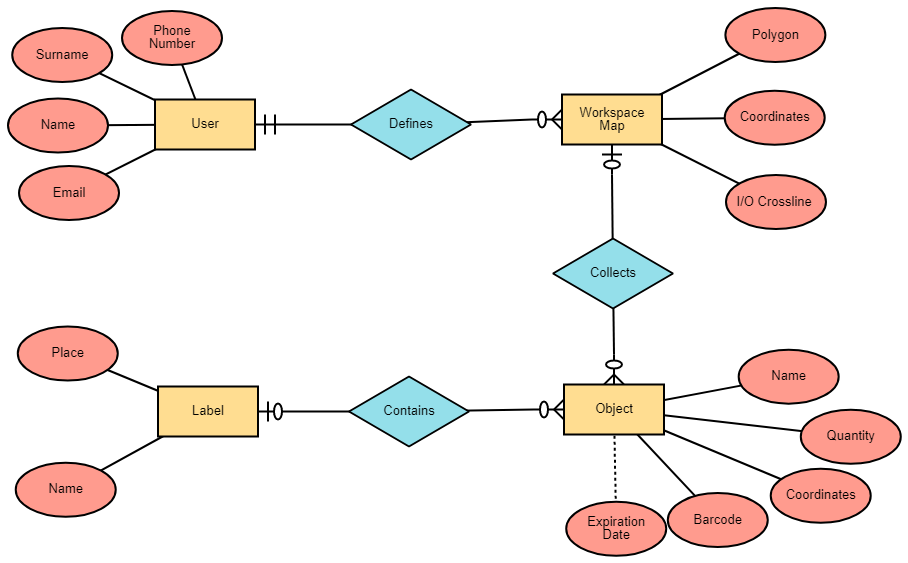 Phone
Number
Surname
Name
Email
User
Defines
Workspace
Map
Polygon
Coordinates
I/O Crossline
Collects
Place
Label
Name
Contains
Object
Name
Quantity
Coordinates
Barcode
Expiration
Date